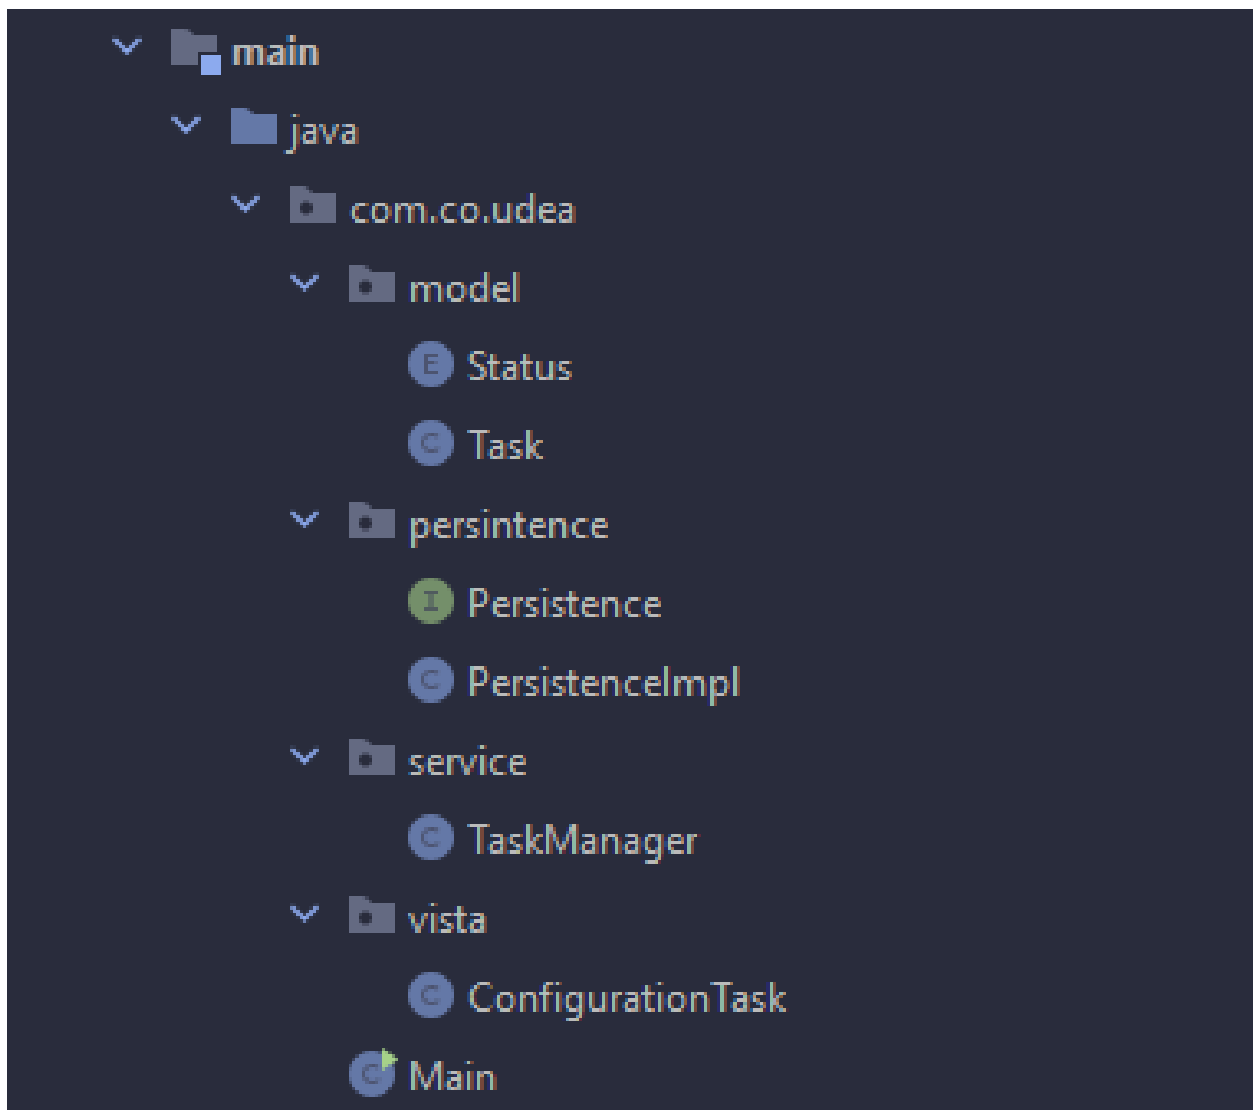 main
java
com.co.udea
model
E Status
C Task
persintence
I Persistence
C PersistenceImpl
service
C TaskManager
vista
C ConfigurationTask
C Main